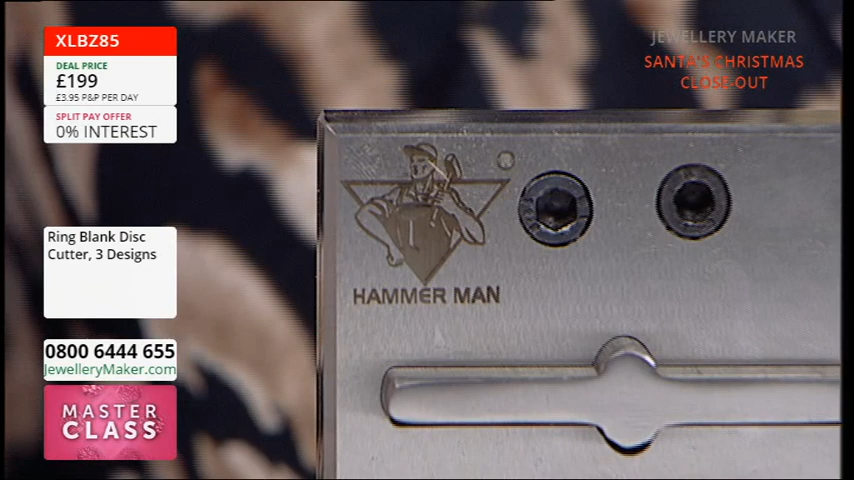 XLBZ85
DEAL PRICE
£199
£3.95 P&P PER DAY
SPLIT PAY OFFER
0% INTEREST
Ring Blank Disc
Cutter, 3 Designs
0800 6444 655
JewelleryMaker.com
MASTER
CLASS
JEWELLERY MAKER
SANTA'S CHRISTMAS
CLOSE-OUT
®
HAMMER MAN